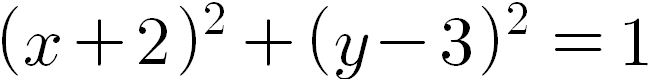 (x+2)² + (y−3)² = 1